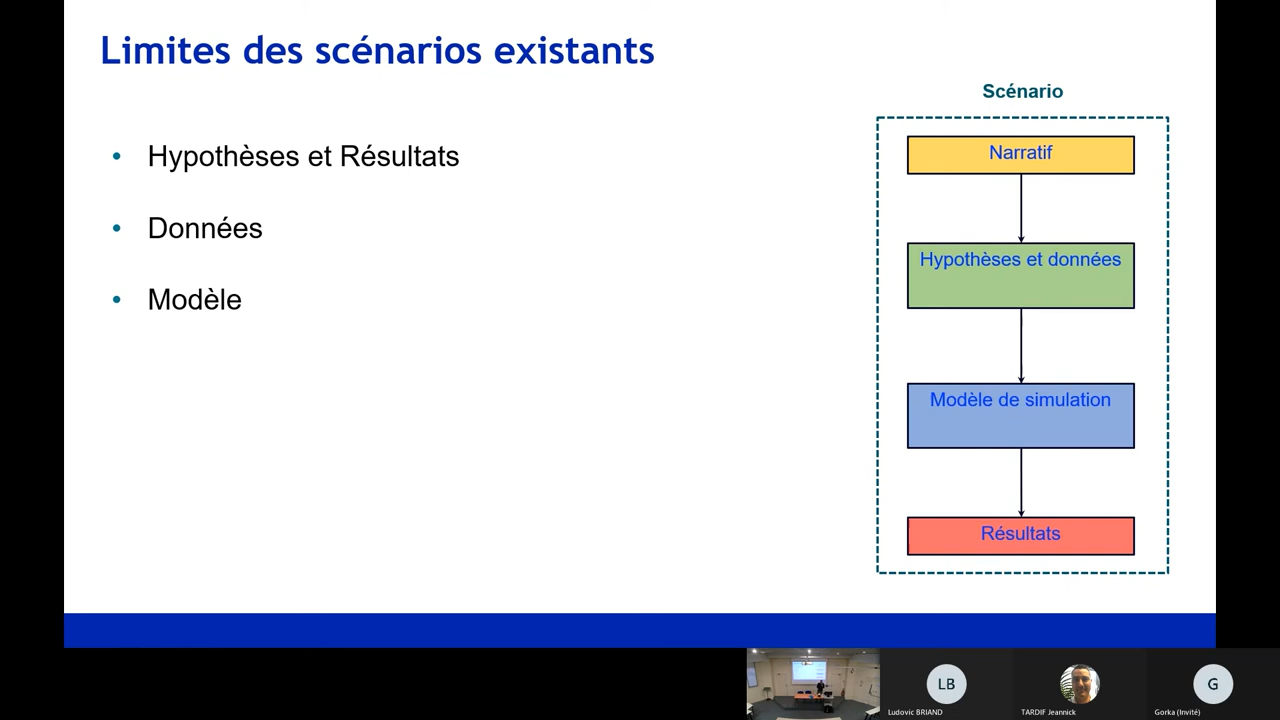 Limites des scénarios existants
Scénario
• Hypothèses et Résultats
• Données
• Modèle
Narratif
Hypothèses et données
Modèle de simulation
Résultats
LB
G
Ludovic BRIAND
TARDIF Jeannick
Gorka (Invité)